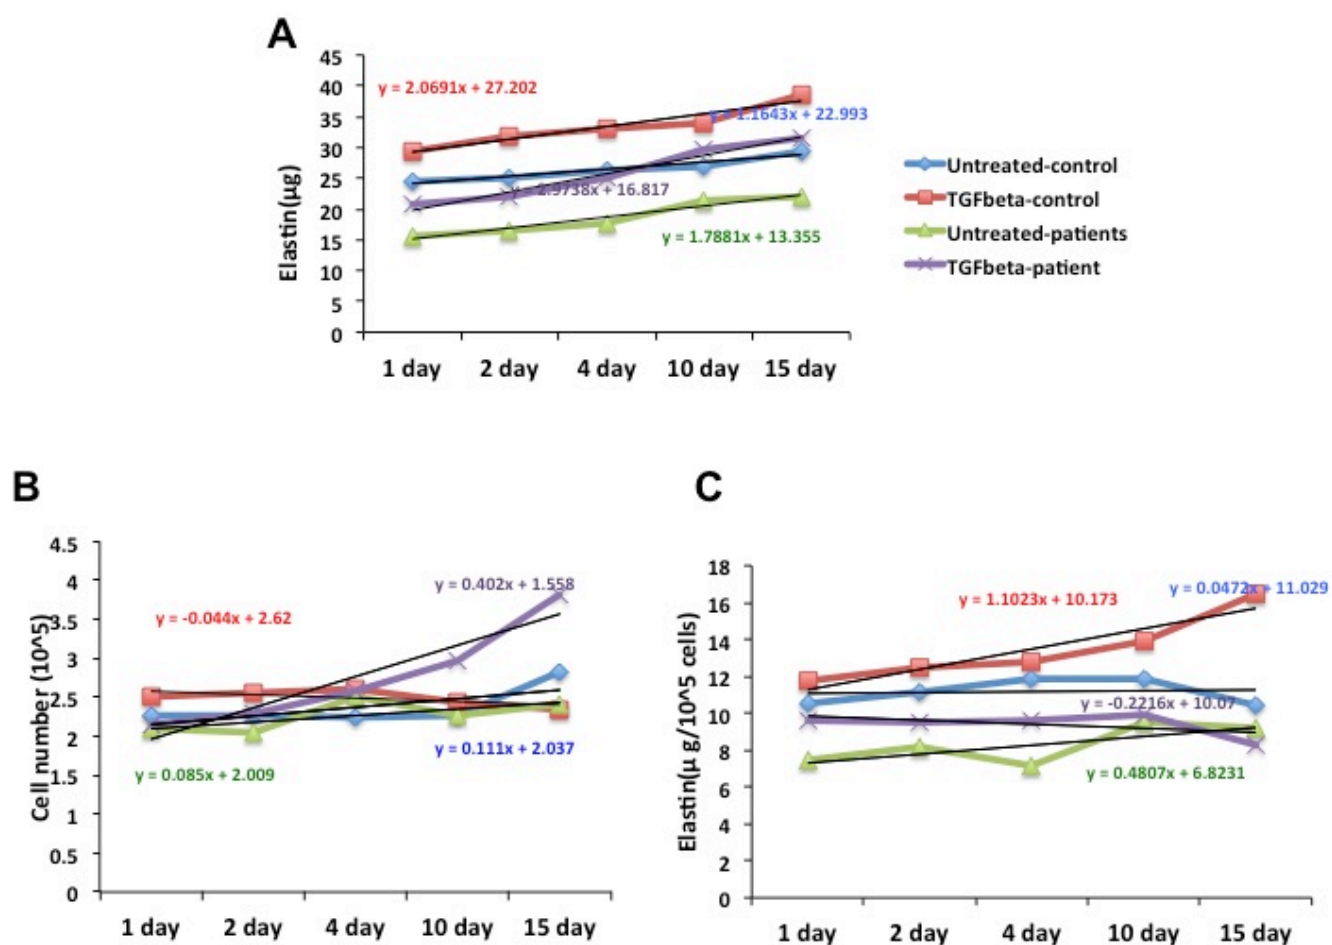 A
45
40
35
30
25
20
15
10
5
0
Elastin(µg)
y = 2.0691x + 27.202
y = 1.1643x + 22.993
2.9738x + 16.817
y = 1.7881x + 13.355
1 day 2 day 4 day 10 day 15 day
Untreated-control
TGFbeta-control
Untreated-patients
TGFbeta-patient
B
4.5
4
3.5
3
2.5
2
1.5
1
0.5
0
Cell number (10^5)
y = 0.402x + 1.558
y = -0.044x + 2.62
y = 0.111x + 2.037
y = 0.085x + 2.009
1 day 2 day 4 day 10 day 15 day
C
18
16
14
12
10
8
6
4
2
0
Elastin(µ g/10^5 cells)
y = 0.0472x + 11.029
y = 1.1023x + 10.173
y = -0.2216x + 10.07
y = 0.4807x + 6.8231
1 day 2 day 4 day 10 day 15 day